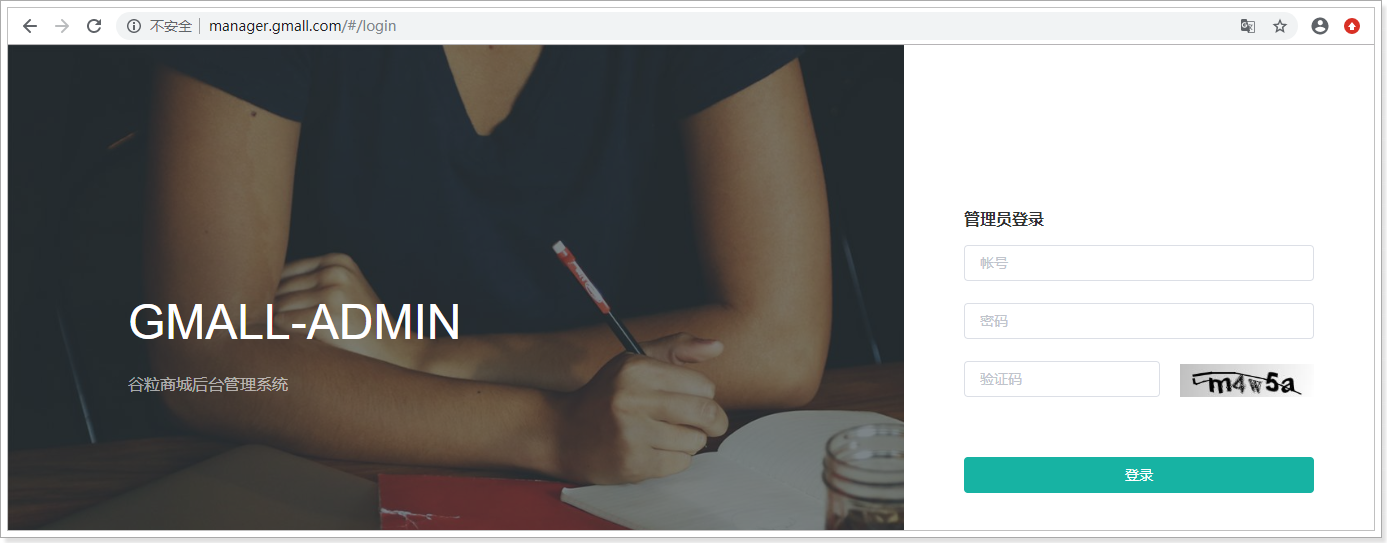 不安全 manager.gmall.com/#/login
GMALL-ADMIN
谷粒商城后台管理系统
管理员登录
帐号
密码
验证码 m4w5a
登录